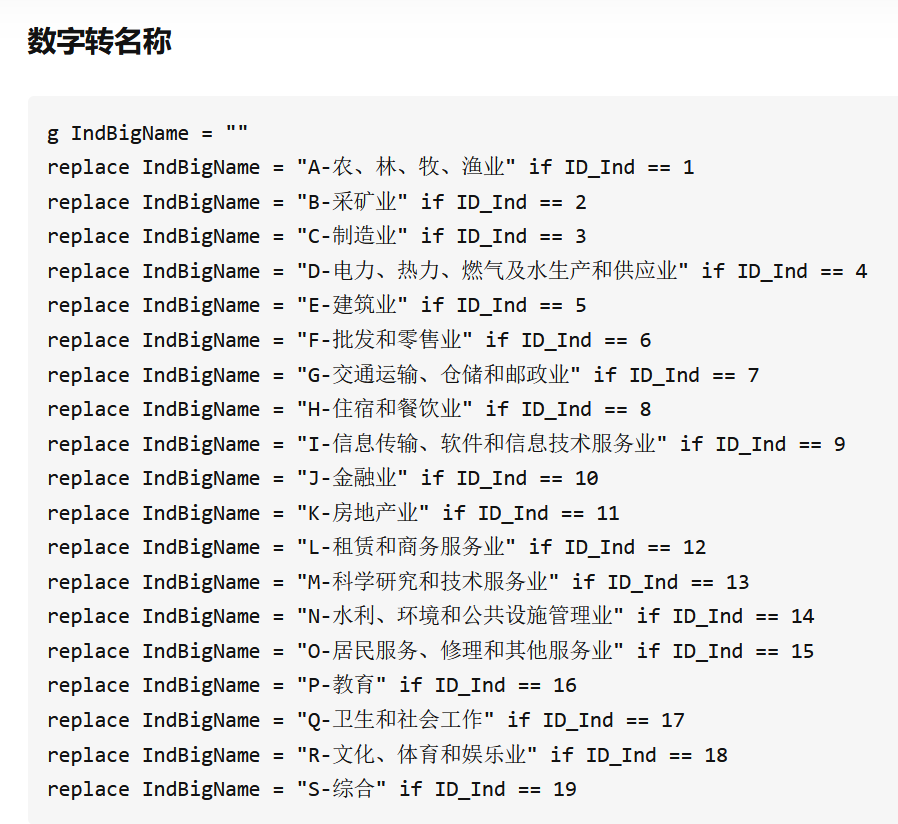 数字转名称
g IndBigName = ""
replace IndBigName = "A-农、林、牧、渔业" if ID_Ind == 1
replace IndBigName = "B-采矿业" if ID_Ind == 2
replace IndBigName = "C-制造业" if ID_Ind == 3
replace IndBigName = "D-电力、热力、燃气及水生产和供应业" if ID_Ind == 4
replace IndBigName = "E-建筑业" if ID_Ind == 5
replace IndBigName = "F-批发和零售业" if ID_Ind == 6
replace IndBigName = "G-交通运输、仓储和邮政业" if ID_Ind == 7
replace IndBigName = "H-住宿和餐饮业" if ID_Ind == 8
replace IndBigName = "I-信息传输、软件和信息技术服务业" if ID_Ind == 9
replace IndBigName = "J-金融业" if ID_Ind == 10
replace IndBigName = "K-房地产业" if ID_Ind == 11
replace IndBigName = "L-租赁和商务服务业" if ID_Ind == 12
replace IndBigName = "M-科学研究和技术服务业" if ID_Ind == 13
replace IndBigName = "N-水利、环境和公共设施管理业" if ID_Ind == 14
replace IndBigName = "O-居民服务、修理和其他服务业" if ID_Ind == 15
replace IndBigName = "P-教育" if ID_Ind == 16
replace IndBigName = "Q-卫生和社会工作" if ID_Ind == 17
replace IndBigName = "R-文化、体育和娱乐业" if ID_Ind == 18
replace IndBigName = "S-综合" if ID_Ind == 19